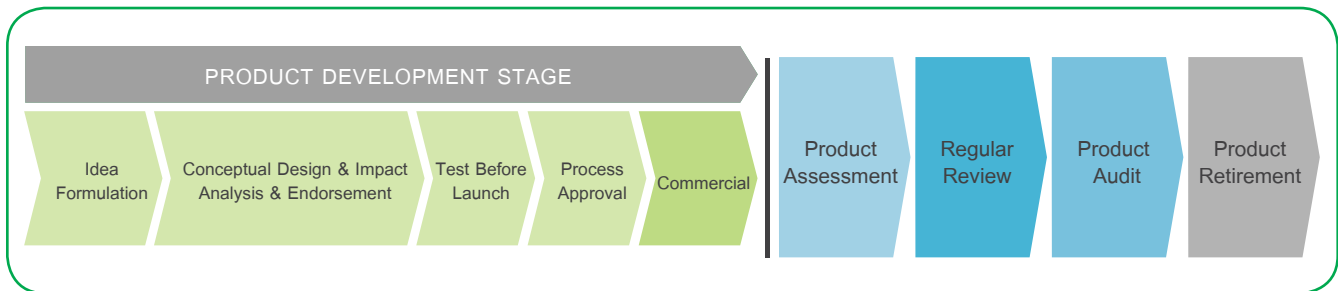 PRODUCT DEVELOPMENT STAGE
Idea
Formulation
Conceptual Design & Impact
Analysis & Endorsement
Test Before
Launch
Process
Approval
Commercial
Product
Assessment
Regular
Review
Product
Audit
Product
Retirement